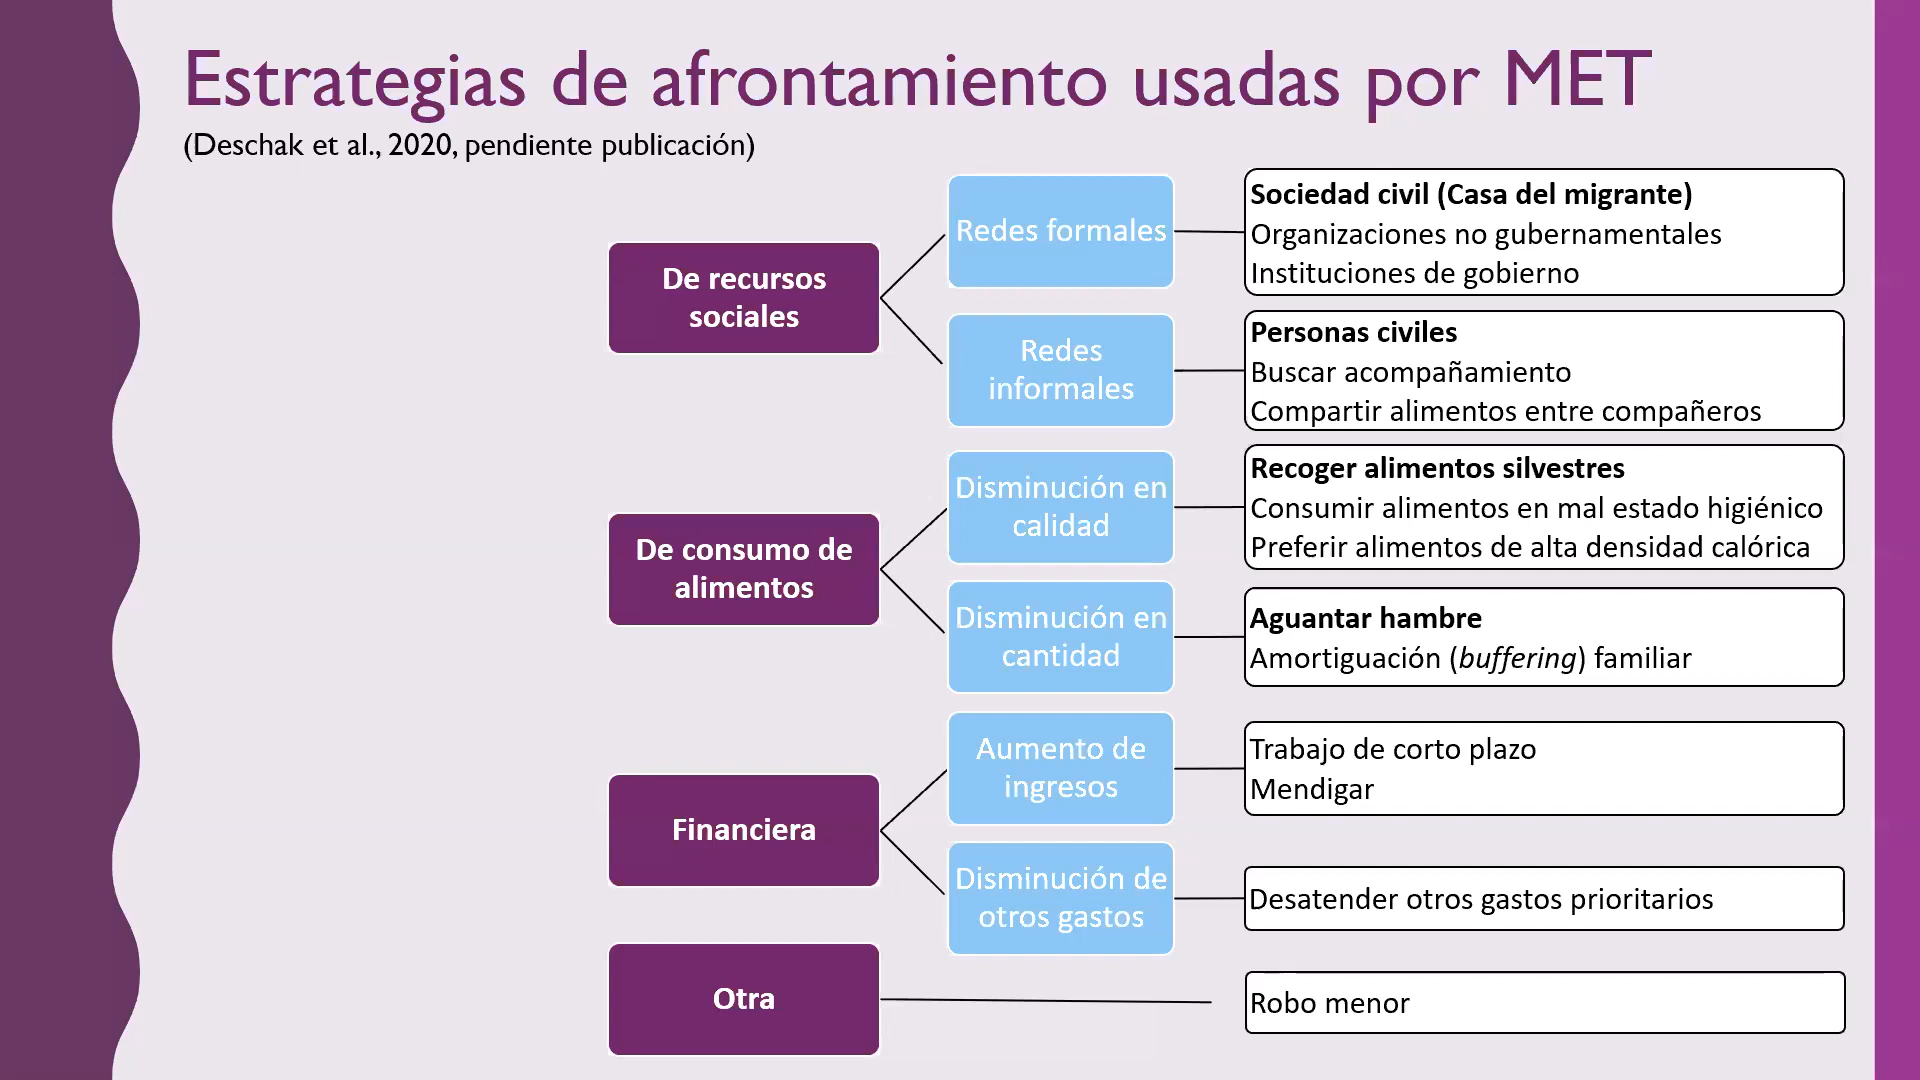 Estrategias de afrontamiento usadas por MET
(Deschak et al., 2020, pendiente publicación)
De recursos
sociales
Redes formales
Sociedad civil (Casa del migrante)
Organizaciones no gubernamentales
Instituciones de gobierno
Redes
informales
Personas civiles
Buscar acompañamiento
Compartir alimentos entre compañeros
De consumo de
alimentos
Disminución en
calidad
Recoger alimentos silvestres
Consumir alimentos en mal estado higiénico
Preferir alimentos de alta densidad calórica
Disminución en
cantidad
Aguantar hambre
Amortiguación (buffering) familiar
Financiera
Aumento de
ingresos
Trabajo de corto plazo
Mendigar
Disminución de
otros gastos
Desatender otros gastos prioritarios
Otra
Robo menor